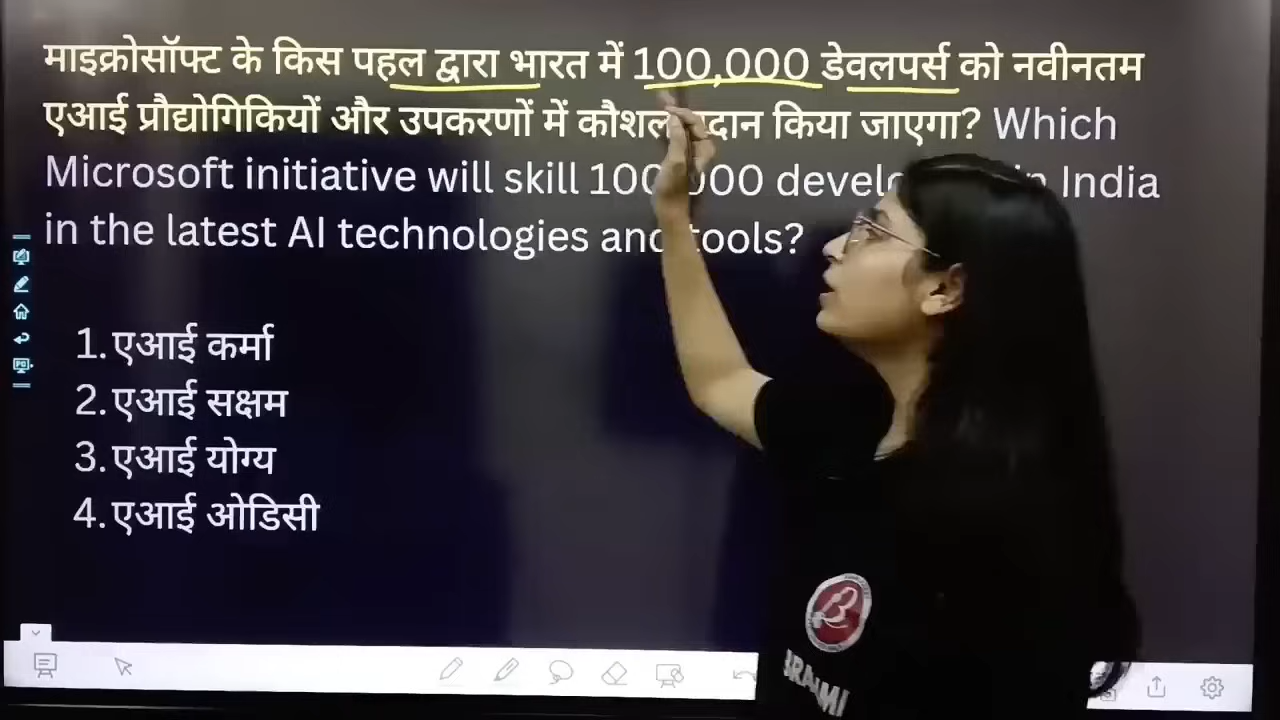 माइक्रोसॉफ्ट के किस पहल द्वारा भारत में 100,000 डेवलपर्स को नवीनतम
एआई प्रौद्योगिकियों और उपकरणों में कौशल किया जाएगा? Which
Microsoft initiative will skill in India
in the latest AI technologies and tools?
1. एआई कर्मा
2. एआई सक्षम
3. एआई योग्य
4. एआई ओडिसी